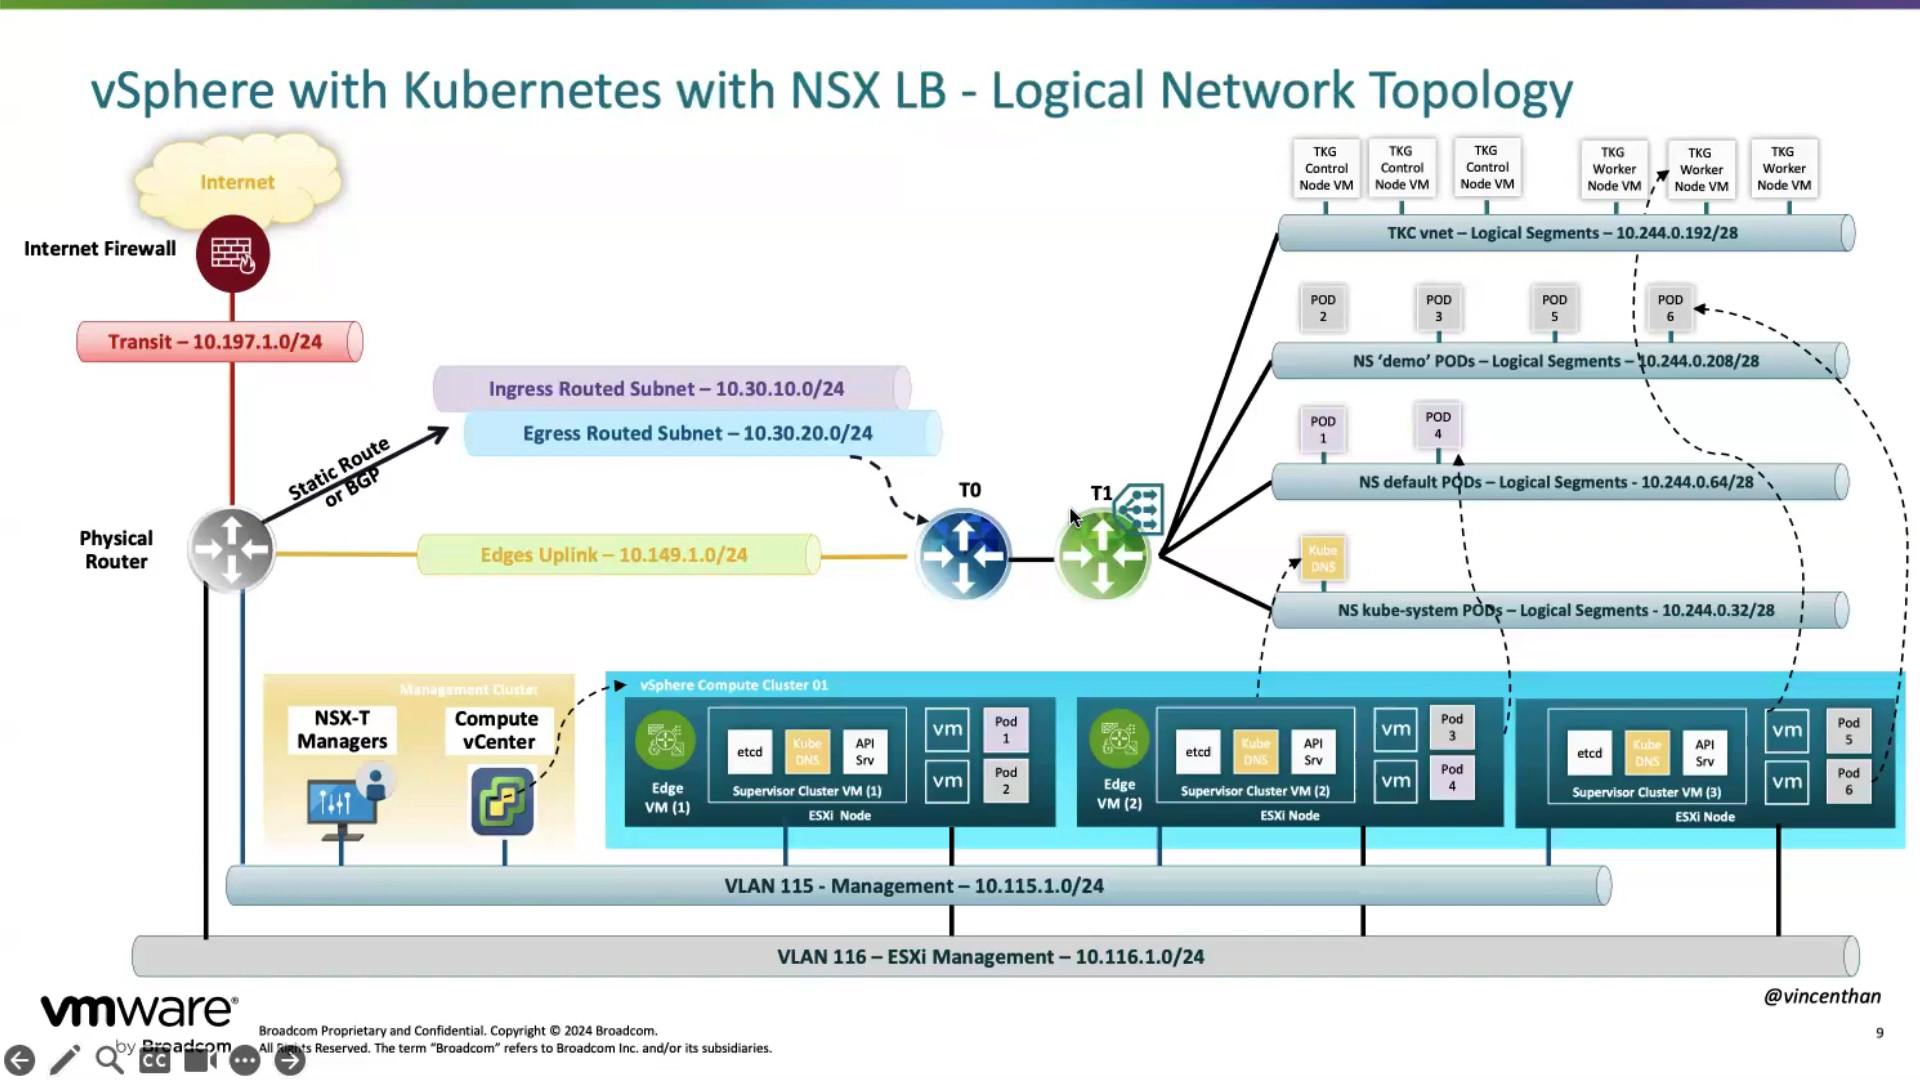 vSphere with Kubernetes with NSX LB - Logical Network Topology
Internet
Internet Firewall
Transit – 10.197.1.0/24
Ingress Routed Subnet – 10.30.10.0/24
Egress Routed Subnet – 10.30.20.0/24
Static Route
or BGP
Physical
Router
Edges Uplink – 10.149.1.0/24
T0
T1
TKG
Control
Node VM
TKG
Control
Node VM
TKG
Control
Node VM
TKG
Worker
Node VM
TKG
Worker
Node VM
TKG
Worker
Node VM
TKC vnet – Logical Segments – 10.244.0.192/28
POD
2
POD
3
POD
5
POD
6
NS ‘demo’ PODs – Logical Segments – 10.244.0.208/28
POD
1
POD
4
NS default PODs – Logical Segments - 10.244.0.64/28
Kube
DNS
NS kube-system PODs – Logical Segments - 10.244.0.32/28
Management Cluster
NSX-T
Managers
Compute
vCenter
vSphere Compute Cluster 01
Edge
VM (1)
etcd
Kube
DNS
API
Srv
Supervisor Cluster VM (1)
vm
vm
Pod
1
Pod
2
ESXi Node
Edge
VM (2)
etcd
Kube
DNS
API
Srv
Supervisor Cluster VM (2)
vm
vm
Pod
3
Pod
4
ESXi Node
etcd
Kube
DNS
API
Srv
Supervisor Cluster VM (3)
vm
vm
Pod
5
Pod
6
ESXi Node
VLAN 115 - Management – 10.115.1.0/24
VLAN 116 – ESXi Management – 10.116.1.0/24
@vincenthan
vmware®
by Broadcom
Broadcom Proprietary and Confidential. Copyright © 2024 Broadcom.
All Rights Reserved. The term “Broadcom” refers to Broadcom Inc. and/or its subsidiaries.
9
CC